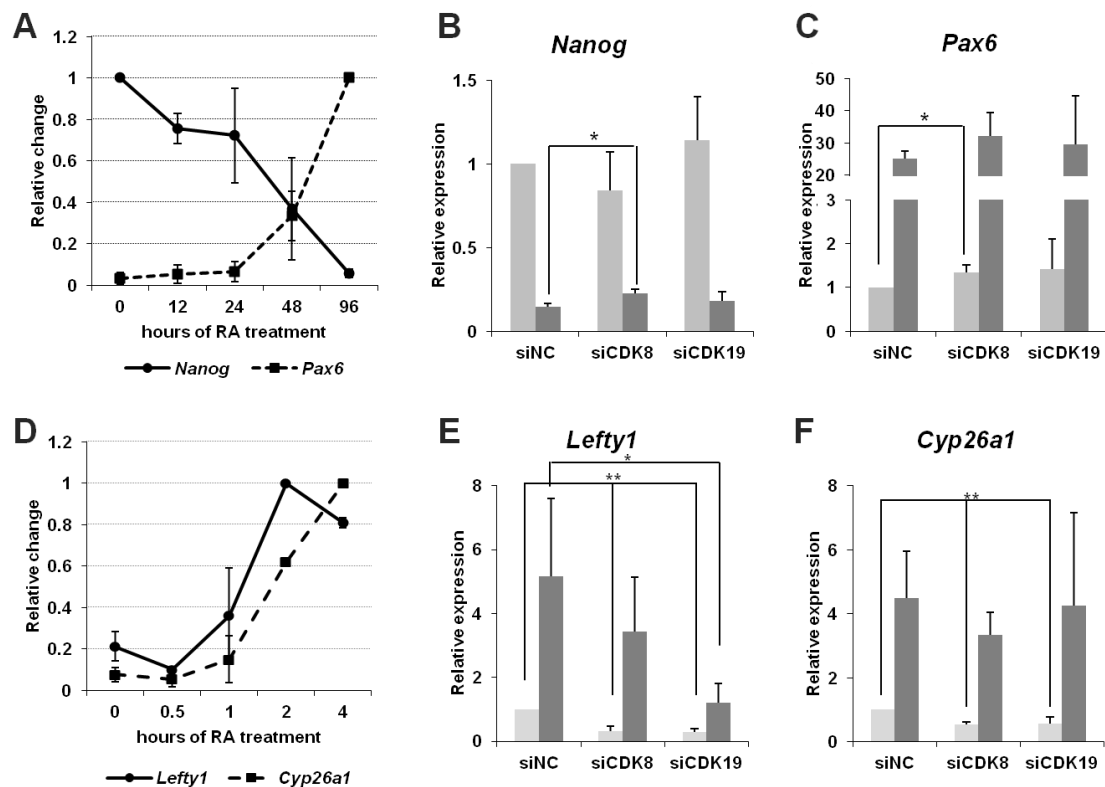 A
1.2
1
0.8
0.6
0.4
0.2
0
Relative change
0 12 24 48 96
hours of RA treatment
Nanog Pax6
B
Nanog
1.5
1
0.5
0
Relative expression
*
siNC siCDK8 siCDK19
C
Pax6
50
40
30
20
3
2
1
0
Relative expression
*
siNC siCDK8 siCDK19
D
1.2
1
0.8
0.6
0.4
0.2
0
Relative change
0 0.5 1 2 4
hours of RA treatment
Lefty1 Cyp26a1
E
Lefty1
8
6
4
2
0
Relative expression
*
**
siNC siCDK8 siCDK19
F
Cyp26a1
8
6
4
2
0
Relative expression
**
siNC siCDK8 siCDK19